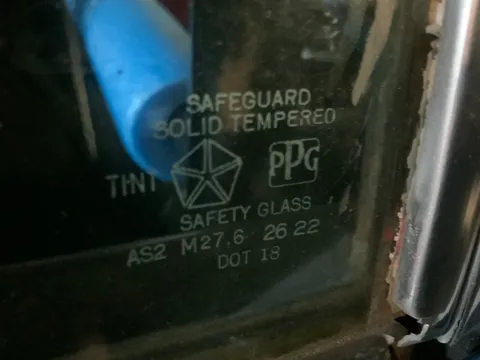 SAFEGUARD
SOLID TEMPERED
TINT PPG
SAFETY GLASS
AS2 M27.6 26 22
DOT 18